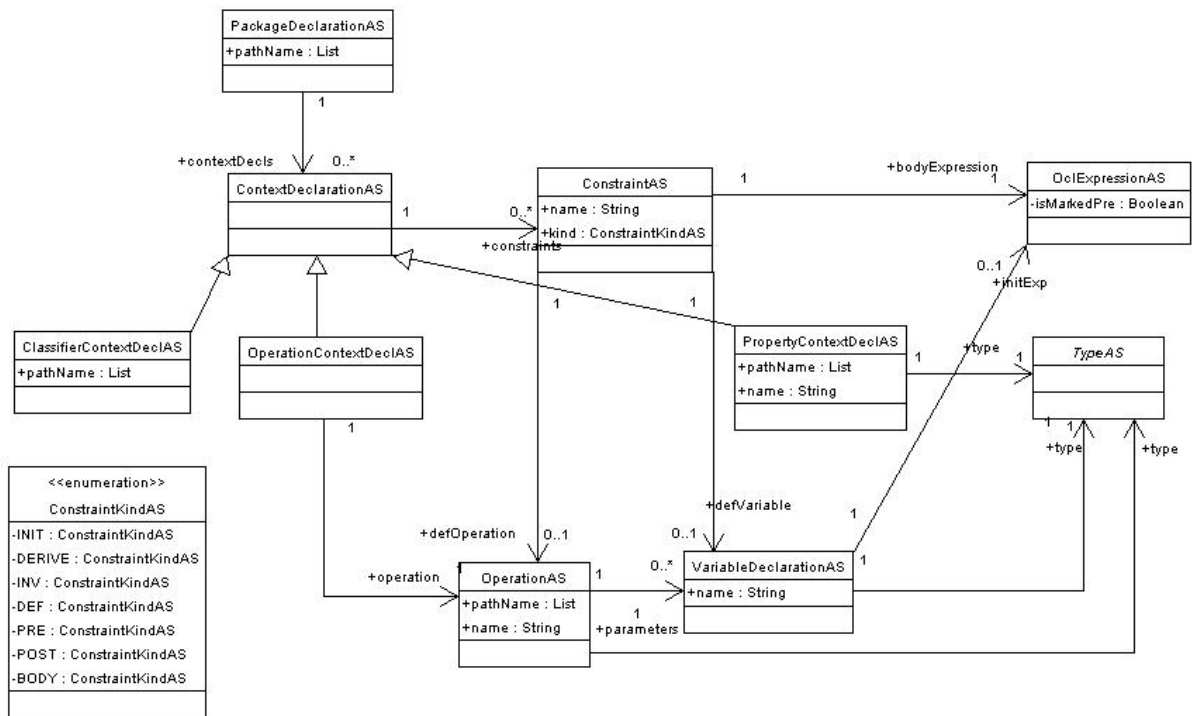 PackageDeclarationAS
+pathName : List
1
+contextDecls
0..*
ContextDeclarationAS
1
0..*
+constraints
ConstraintAS
+name : String
+kind : ConstraintKindAS
1
+bodyExpression
1
OclExpressionAS
-isMarkedPre : Boolean
0..1
+initExp
1
1
ClassifierContextDeclAS
+pathName : List
OperationContextDeclAS
1
PropertyContextDeclAS
+pathName : List
+name : String
1
+type
1
TypeAS
1
1
+type
+type
<<enumeration>>
ConstraintKindAS
-INIT : ConstraintKindAS
-DERIVE : ConstraintKindAS
-INV : ConstraintKindAS
-DEF : ConstraintKindAS
-PRE : ConstraintKindAS
-POST : ConstraintKindAS
-BODY : ConstraintKindAS
+defOperation
0..1
+defVariable
0..1
1
1
+operation
1
OperationAS
+pathName : List
+name : String
1
0..*
1
+parameters
VariableDeclarationAS
+name : String